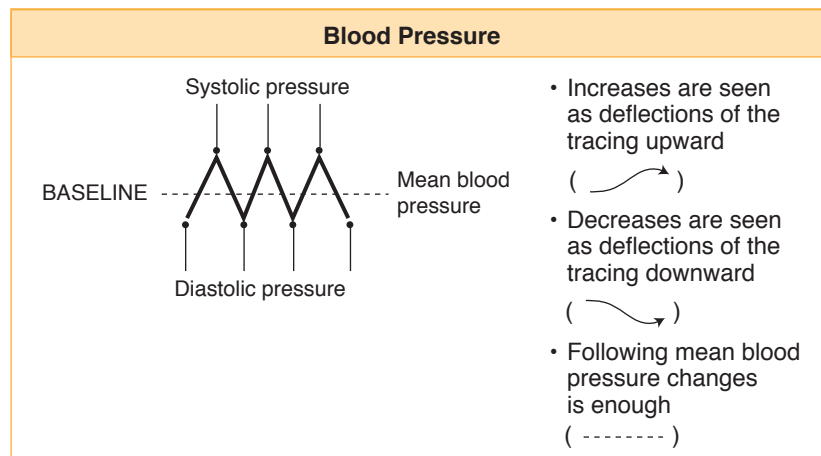 Blood Pressure
Systolic pressure
BASELINE
Mean blood
pressure
Diastolic pressure
• Increases are seen
as deflections of the
tracing upward
( )
• Decreases are seen
as deflections of the
tracing downward
( )
• Following mean blood
pressure changes
is enough
( -------- )